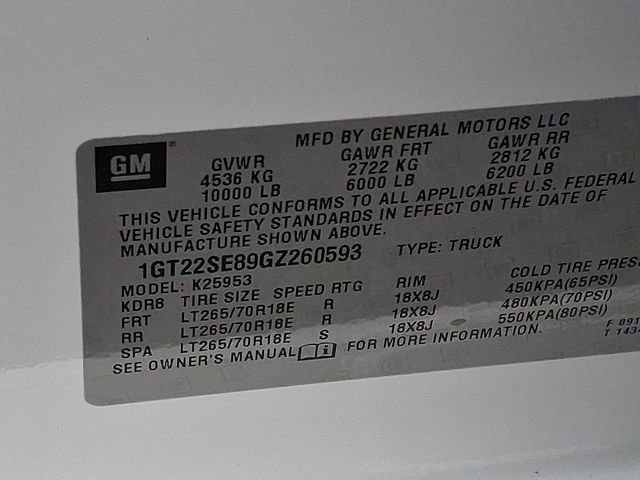 MFD BY GENERAL MOTORS LLC
GM GVWR GAWR FRT GAWR RR
4536 KG 2722 KG 2812 KG
10000 LB 6000 LB 6200 LB
THIS VEHICLE CONFORMS TO ALL APPLICABLE U.S. FEDERAL
VEHICLE SAFETY STANDARDS IN EFFECT ON THE DATE OF
MANUFACTURE SHOWN ABOVE.
1GT22SE89GZ260593 TYPE: TRUCK
MODEL: K25953
KDR8 TIRE SIZE SPEED RTG RIM COLD TIRE PRES
FRT LT265/70R18E R 18X8J 450KPA(65PSI)
RR LT265/70R18E R 18X8J 480KPA(70PSI)
SPA LT265/70R18E S 18X8J 550KPA(80PSI)
SEE OWNER'S MANUAL i FOR MORE INFORMATION.
F 891
T 143